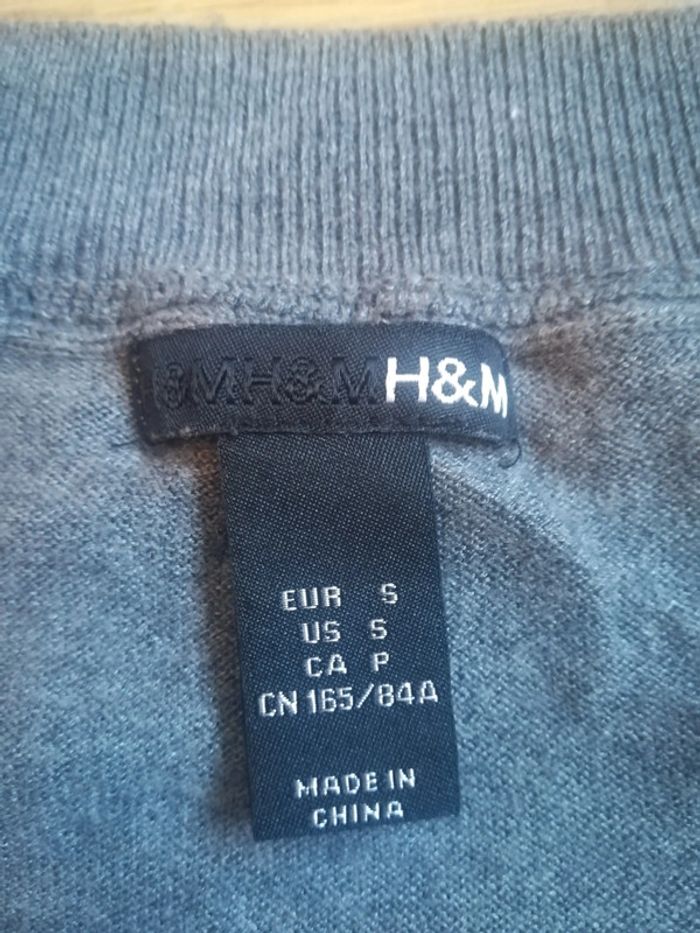 &MH&MH&M
EUR S
US S
CA P
CN 165/84A
MADE IN
CHINA